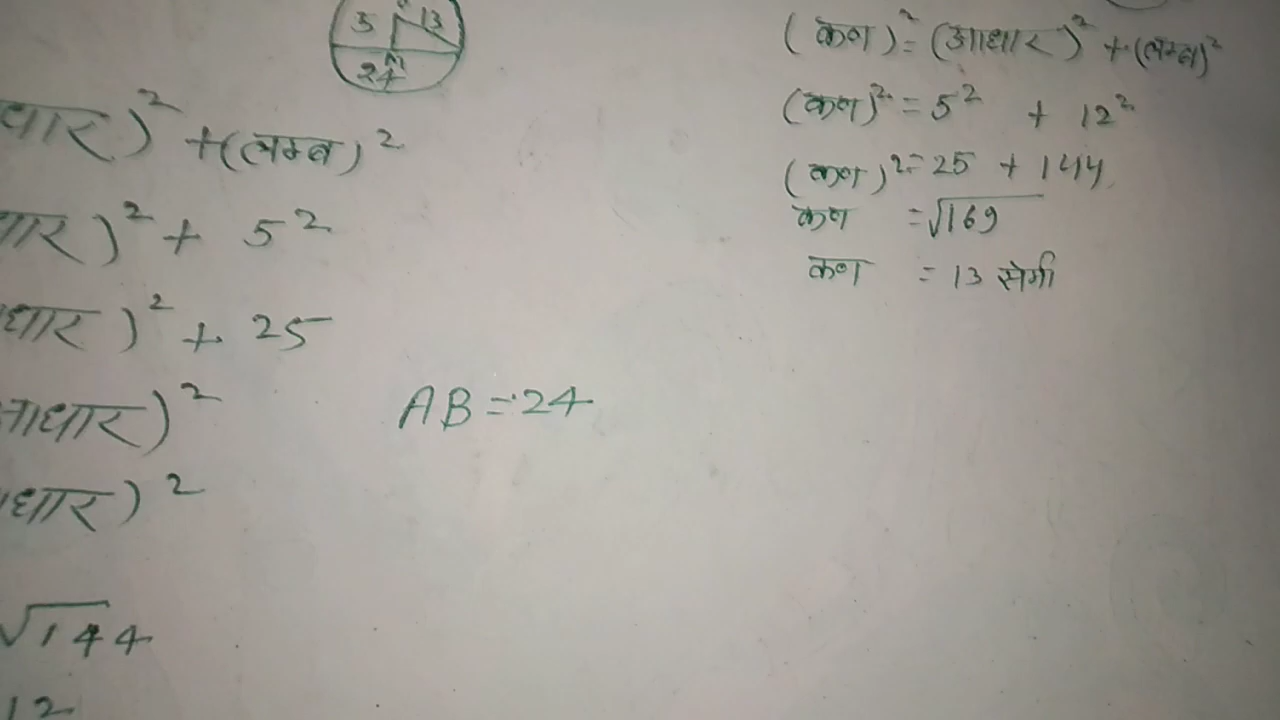 5 13
24
(कर्ण)² = (आधार)² + (लम्ब)²
(कर्ण)² = 5² + 12²
(कर्ण)² = 25 + 144
कर्ण = √169
कर्ण = 13 सेमी
धार)² + (लम्ब)²
धार)² + 5²
धार)² + 25
आधार)²
AB = 24
धार)²
√144
12